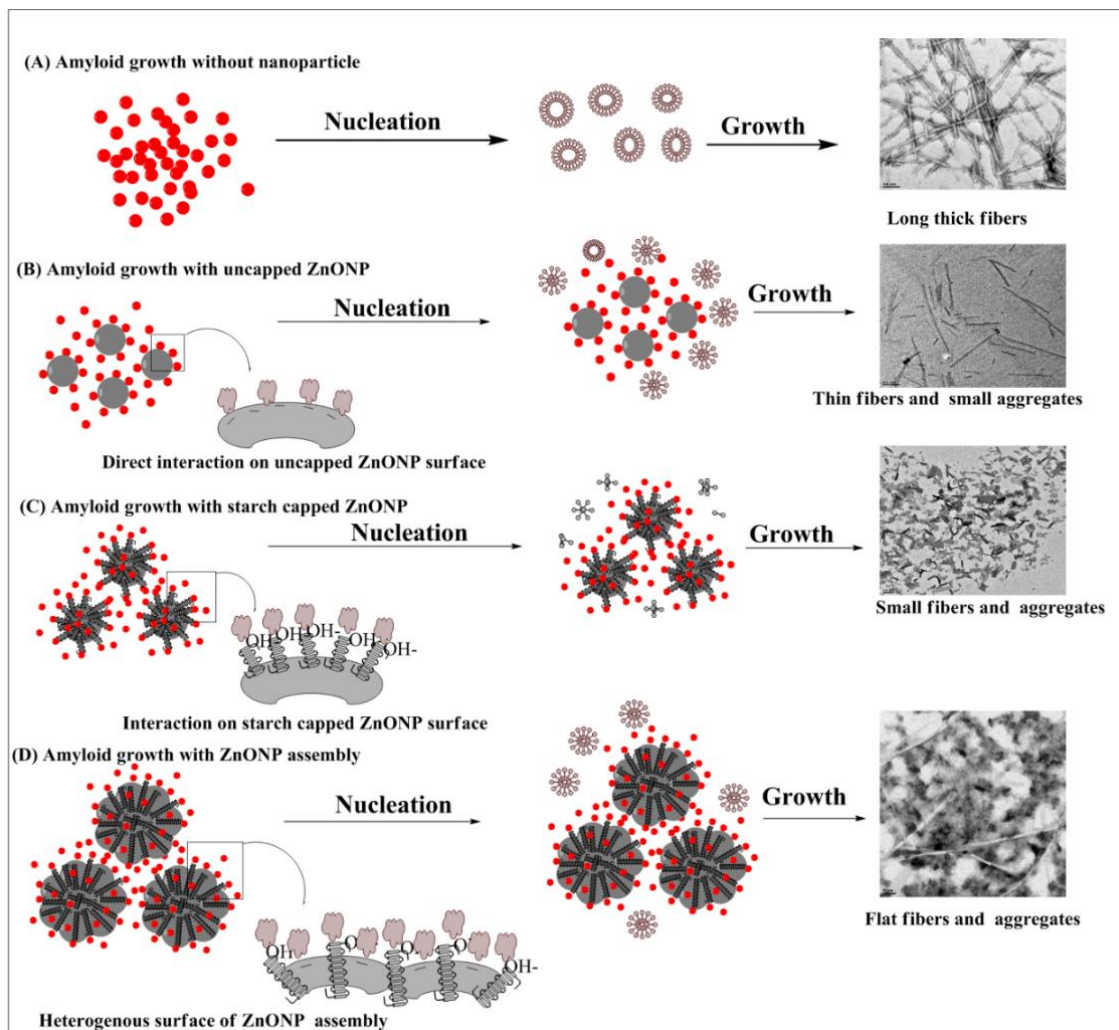 (A) Amyloid growth without nanoparticle
Nucleation
Growth
Long thick fibers
(B) Amyloid growth with uncapped ZnONP
Nucleation
Growth
Thin fibers and small aggregates
Direct interaction on uncapped ZnONP surface
(C) Amyloid growth with starch capped ZnONP
Nucleation
Growth
Small fibers and aggregates
OH- OH- OH- OH- OH-
Interaction on starch capped ZnONP surface
(D) Amyloid growth with ZnONP assembly
Nucleation
Growth
Flat fibers and aggregates
OH- OH-
Heterogenous surface of ZnONP assembly